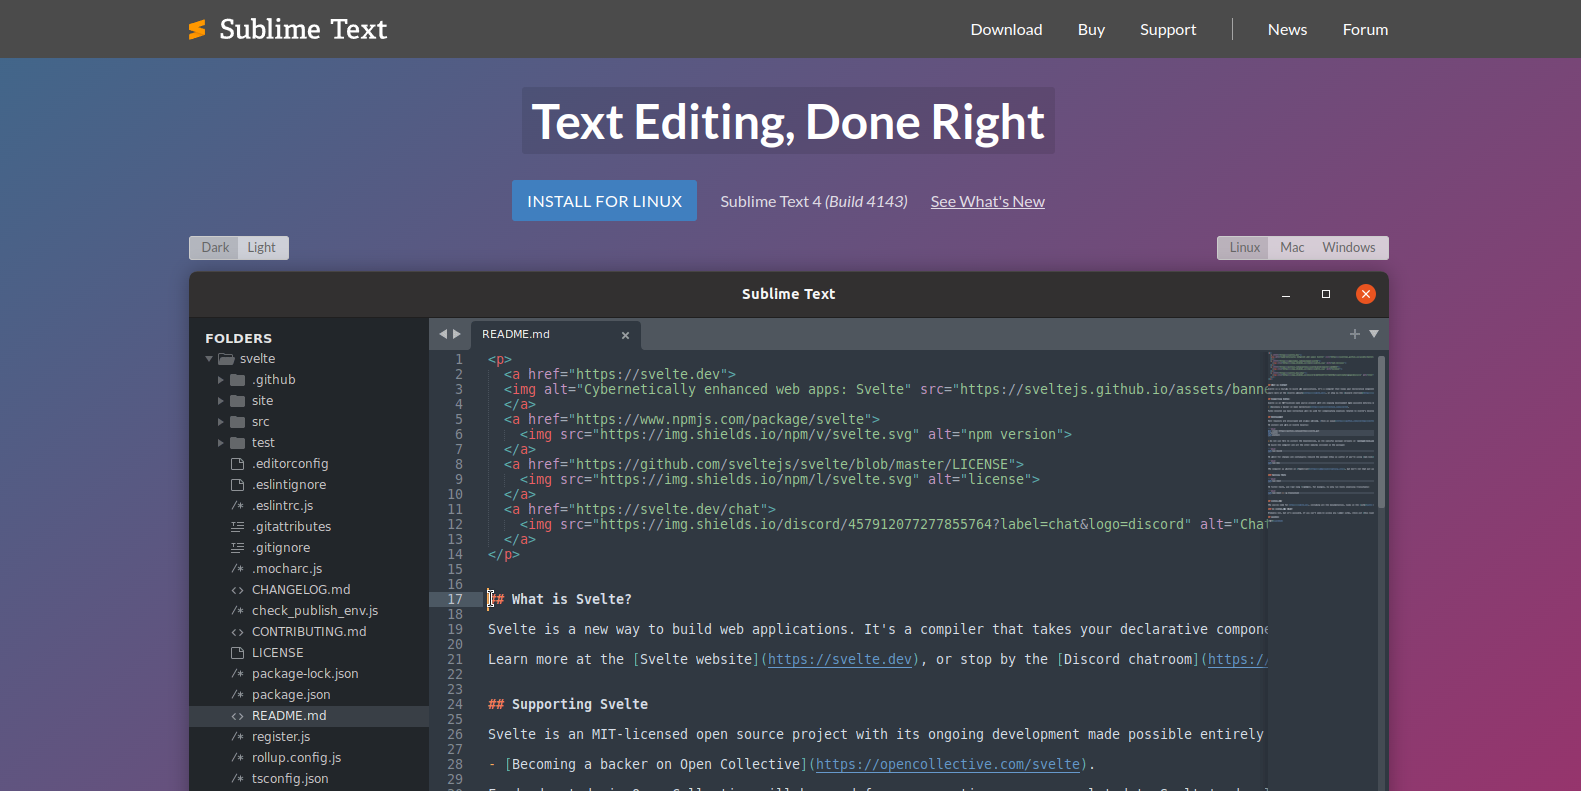 Sublime Text
Download Buy Support News Forum
Text Editing, Done Right
INSTALL FOR LINUX Sublime Text 4 (Build 4143) See What's New
Dark Light
Linux Mac Windows
Sublime Text
FOLDERS
svelte
.github
site
src
test
.editorconfig
.eslintignore
.eslintrc.js
.gitattributes
.gitignore
.mocharc.js
CHANGELOG.md
check_publish_env.js
CONTRIBUTING.md
LICENSE
package-lock.json
package.json
README.md
register.js
rollup.config.js
tsconfig.json
README.md
1 <p>
2 <a href="https://svelte.dev">
3 <img alt="Cybernetically enhanced web apps: Svelte" src="https://sveltejs.github.io/assets/bann
4 </a>
5 <a href="https://www.npmjs.com/package/svelte">
6 <img src="https://img.shields.io/npm/v/svelte.svg" alt="npm version">
7 </a>
8 <a href="https://github.com/sveltejs/svelte/blob/master/LICENSE">
9 <img src="https://img.shields.io/npm/l/svelte.svg" alt="license">
10 </a>
11 <a href="https://svelte.dev/chat">
12 <img src="https://img.shields.io/discord/457912077277855764?label=chat&logo=discord" alt="Cha
13 </a>
14 </p>
15
16
17 ## What is Svelte?
18
19 Svelte is a new way to build web applications. It's a compiler that takes your declarative compon
20
21 Learn more at the [Svelte website](https://svelte.dev), or stop by the [Discord chatroom](https:/
22
23
24 ## Supporting Svelte
25
26 Svelte is an MIT-licensed open source project with its ongoing development made possible entirely
27
28 - [Becoming a backer on Open Collective](https://opencollective.com/svelte).
29